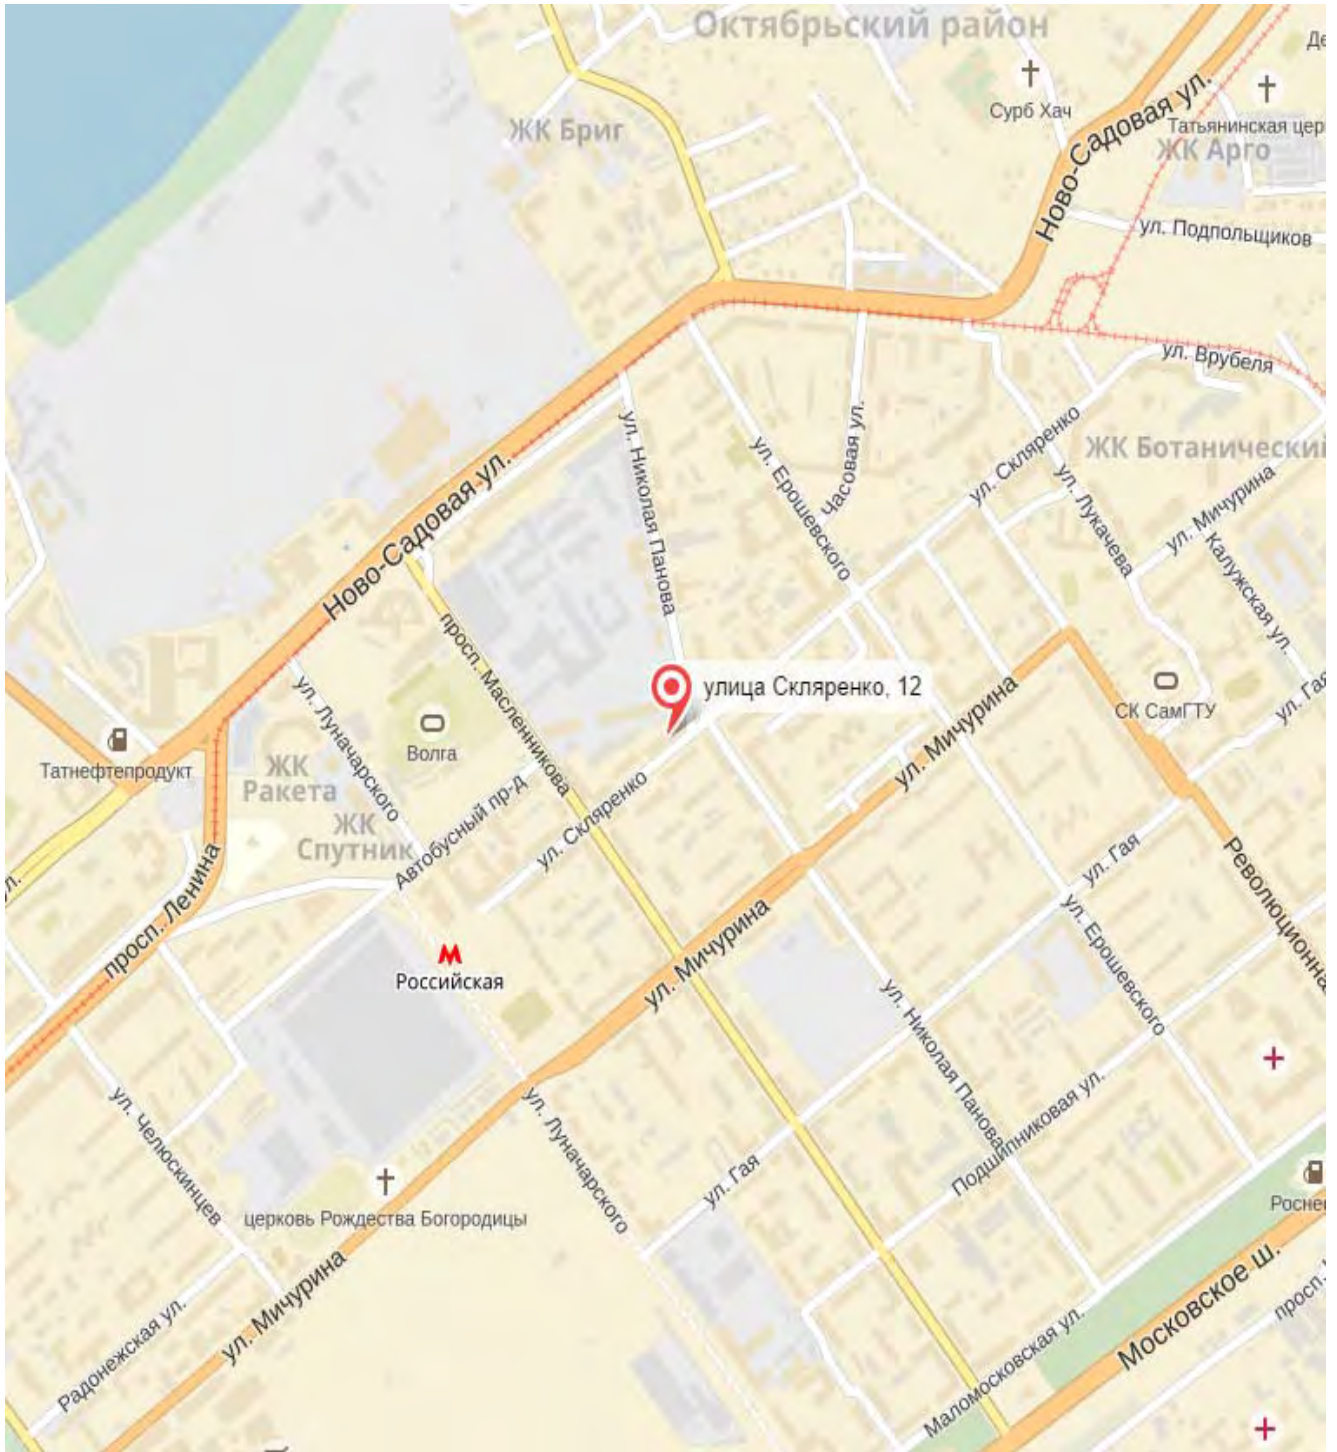 Октябрьский район
Сурб Хач
ЖК Бриг
Татьянинская
ЖК Арго
Ново-Садовая ул.
Ново-Садовая ул.
ул. Подпольщиков
ул. Врубеля
ул. Николая Панова
ул. Ерошевского
Часовая ул.
ул. Скляренко
ЖК Ботанический
ул. Лукачева
ул. Мичурина
Калужская ул.
Ново-Садовая ул.
просп. Масленникова
улица Скляренко, 12
ул. Луначарского
Волга
СК СамГТУ
ул. Гая
ул. Мичурина
Татнефтепродукт
ЖК
Ракета
ЖК
Спутник
Автобусный пр-д
ул. Скляренко
ул. Гая
Революционная
просп. Ленина
ул. Мичурина
ул. Ерошевского
М
Российская
ул. Николая Панова
ул. Челюскинцев
ул. Луначарского
Подшипниковая ул.
ул. Гая
церковь Рождества Богородицы
ул. Мичурина
Радонежская ул.
Московское ш.
просп.
Маломосковская ул.